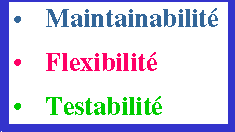 • Maintainabilité
• Flexibilité
• Testabilité